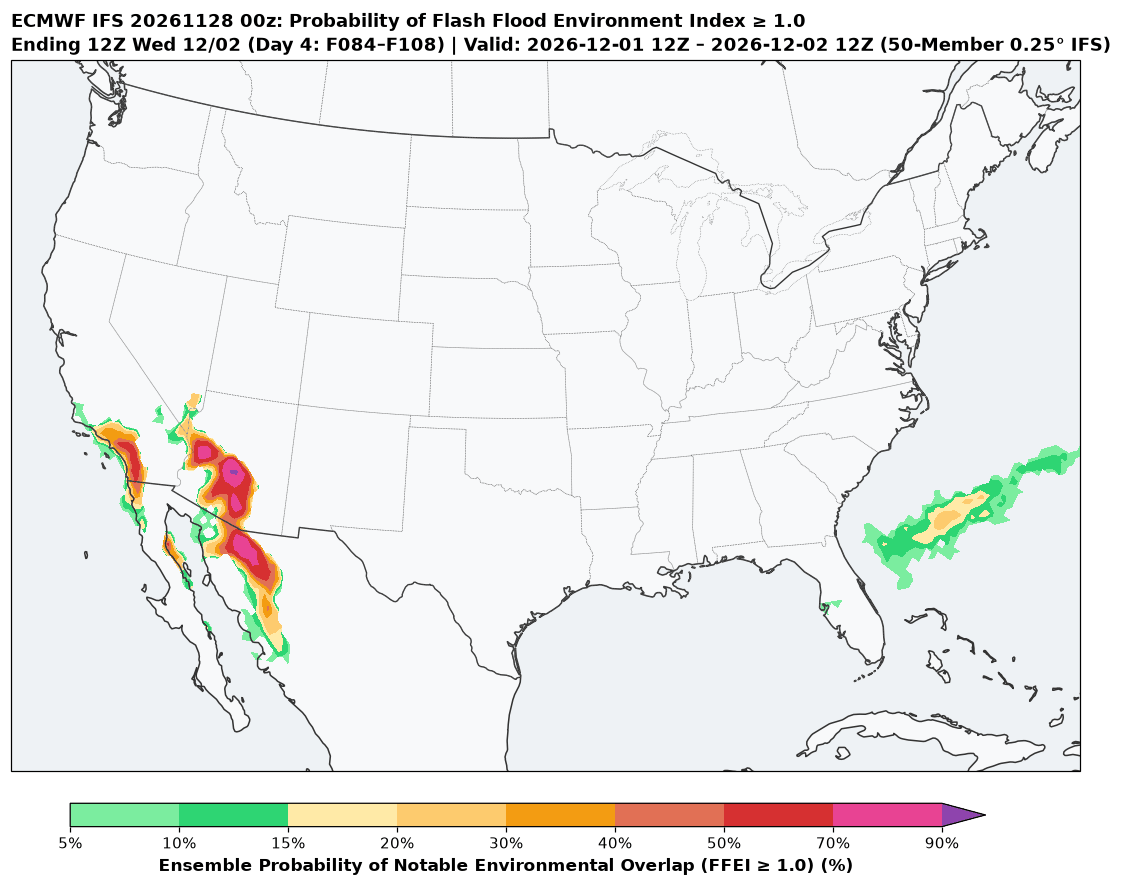 ECMWF IFS 20261128 00z: Probability of Flash Flood Environment Index ≥ 1.0
Ending 12Z Wed 12/02 (Day 4: F084–F108) | Valid: 2026-12-01 12Z – 2026-12-02 12Z (50-Member 0.25° IFS)
5% 10% 15% 20% 30% 40% 50% 70% 90%
Ensemble Probability of Notable Environmental Overlap (FFEI ≥ 1.0) (%)